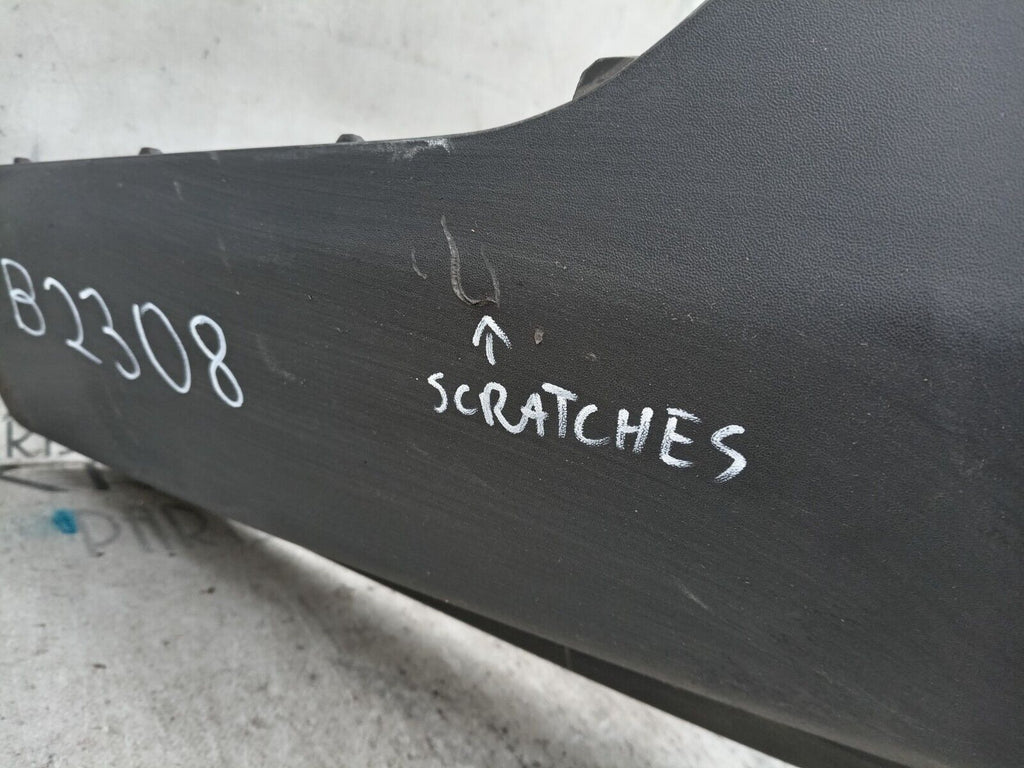 B2308
↑
SCRATCHES